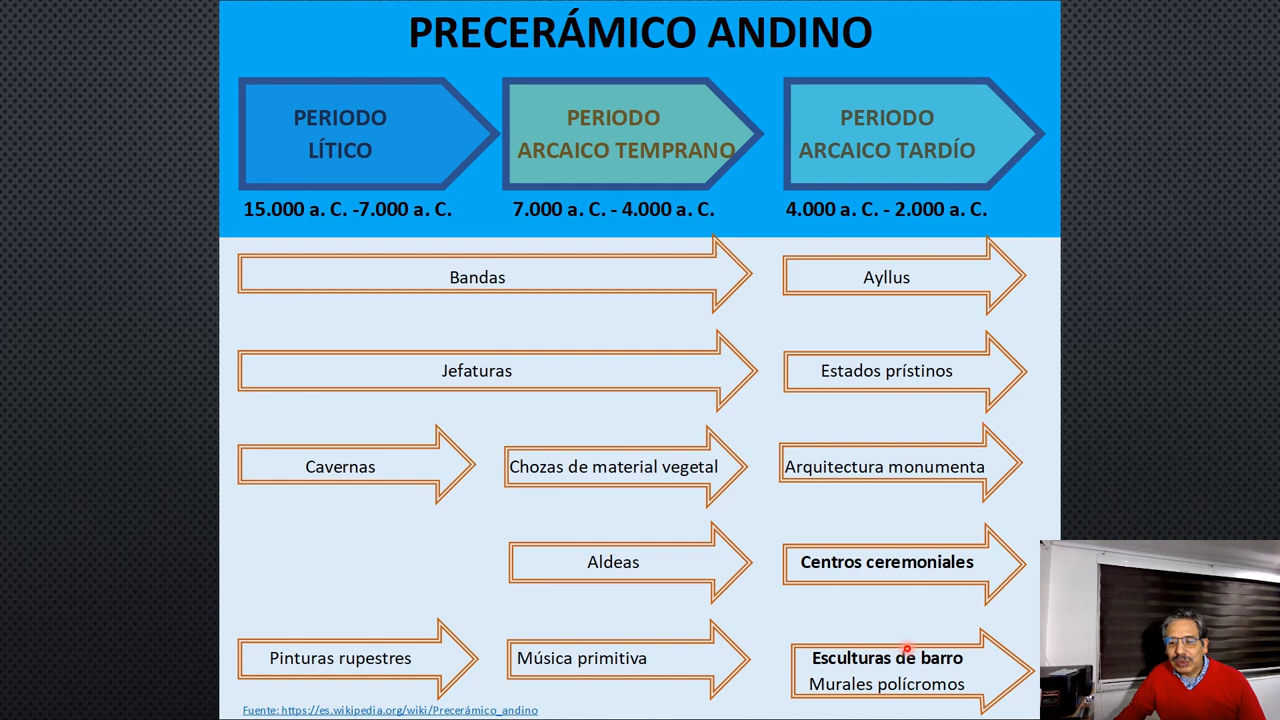 PRECERÁMICO ANDINO
PERIODO
LÍTICO
PERIODO
ARCAICO TEMPRANO
PERIODO
ARCAICO TARDÍO
15.000 a. C. -7.000 a. C.
7.000 a. C. - 4.000 a. C.
4.000 a. C. - 2.000 a. C.
Bandas
Ayllus
Jefaturas
Estados prístinos
Cavernas
Chozas de material vegetal
Arquitectura monumenta
Aldeas
Centros ceremoniales
Pinturas rupestres
Música primitiva
Esculturas de barro
Murales polícromos
Fuente: https://es.wikipedia.org/wiki/Precerámico_andino